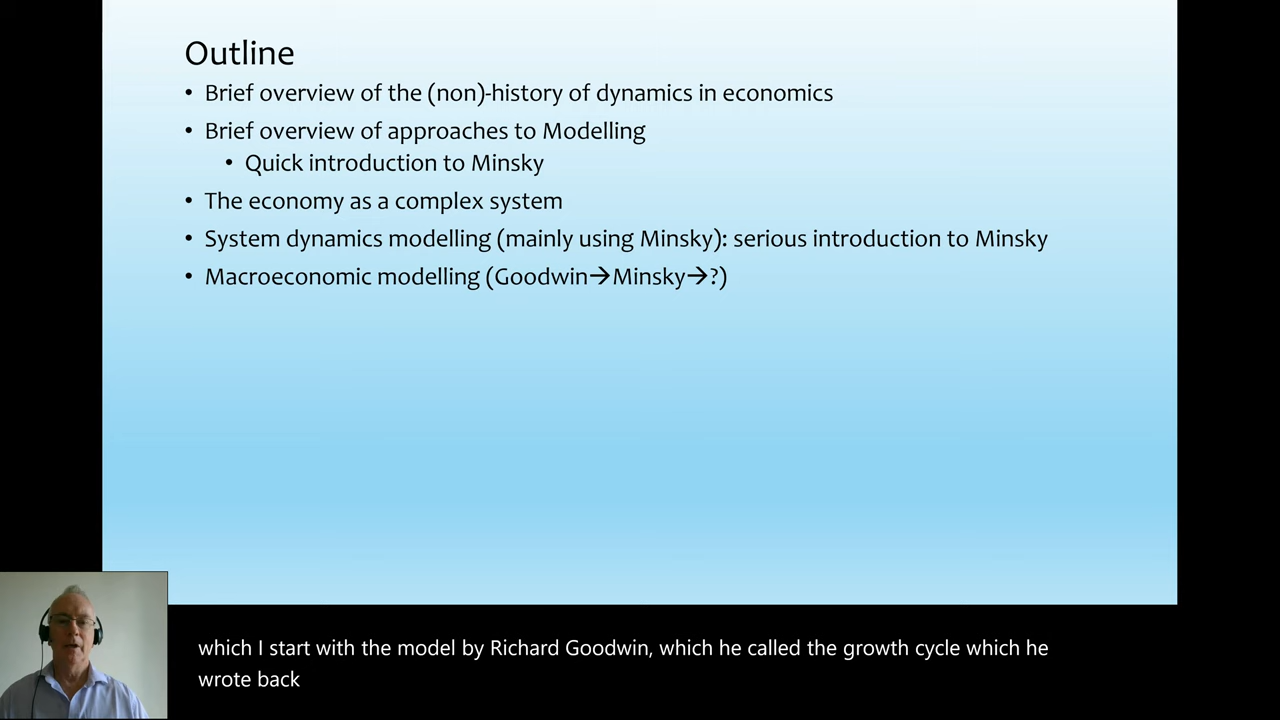 Outline
• Brief overview of the (non)-history of dynamics in economics
• Brief overview of approaches to Modelling
• Quick introduction to Minsky
• The economy as a complex system
• System dynamics modelling (mainly using Minsky): serious introduction to Minsky
• Macroeconomic modelling (Goodwin→Minsky→?)
which I start with the model by Richard Goodwin, which he called the growth cycle which he
wrote back